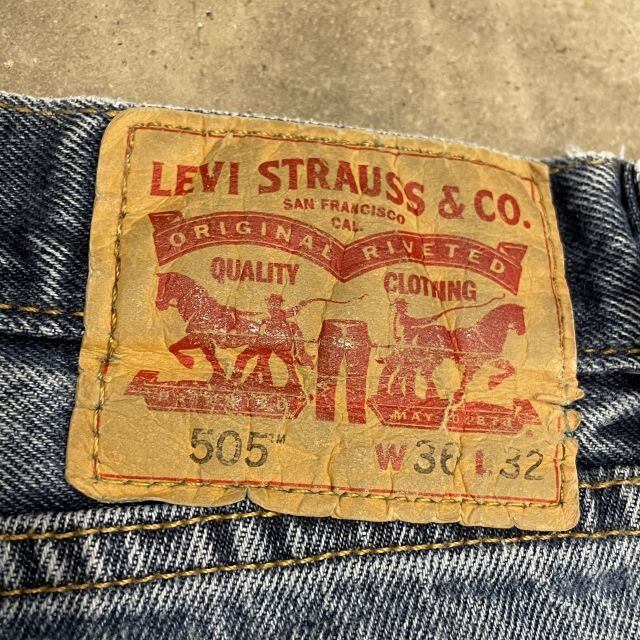 LEVI STRAUSS & CO.
SAN FRANCISCO
CAL.
ORIGINAL RIVETED
QUALITY CLOTHING
505™ W36 L32